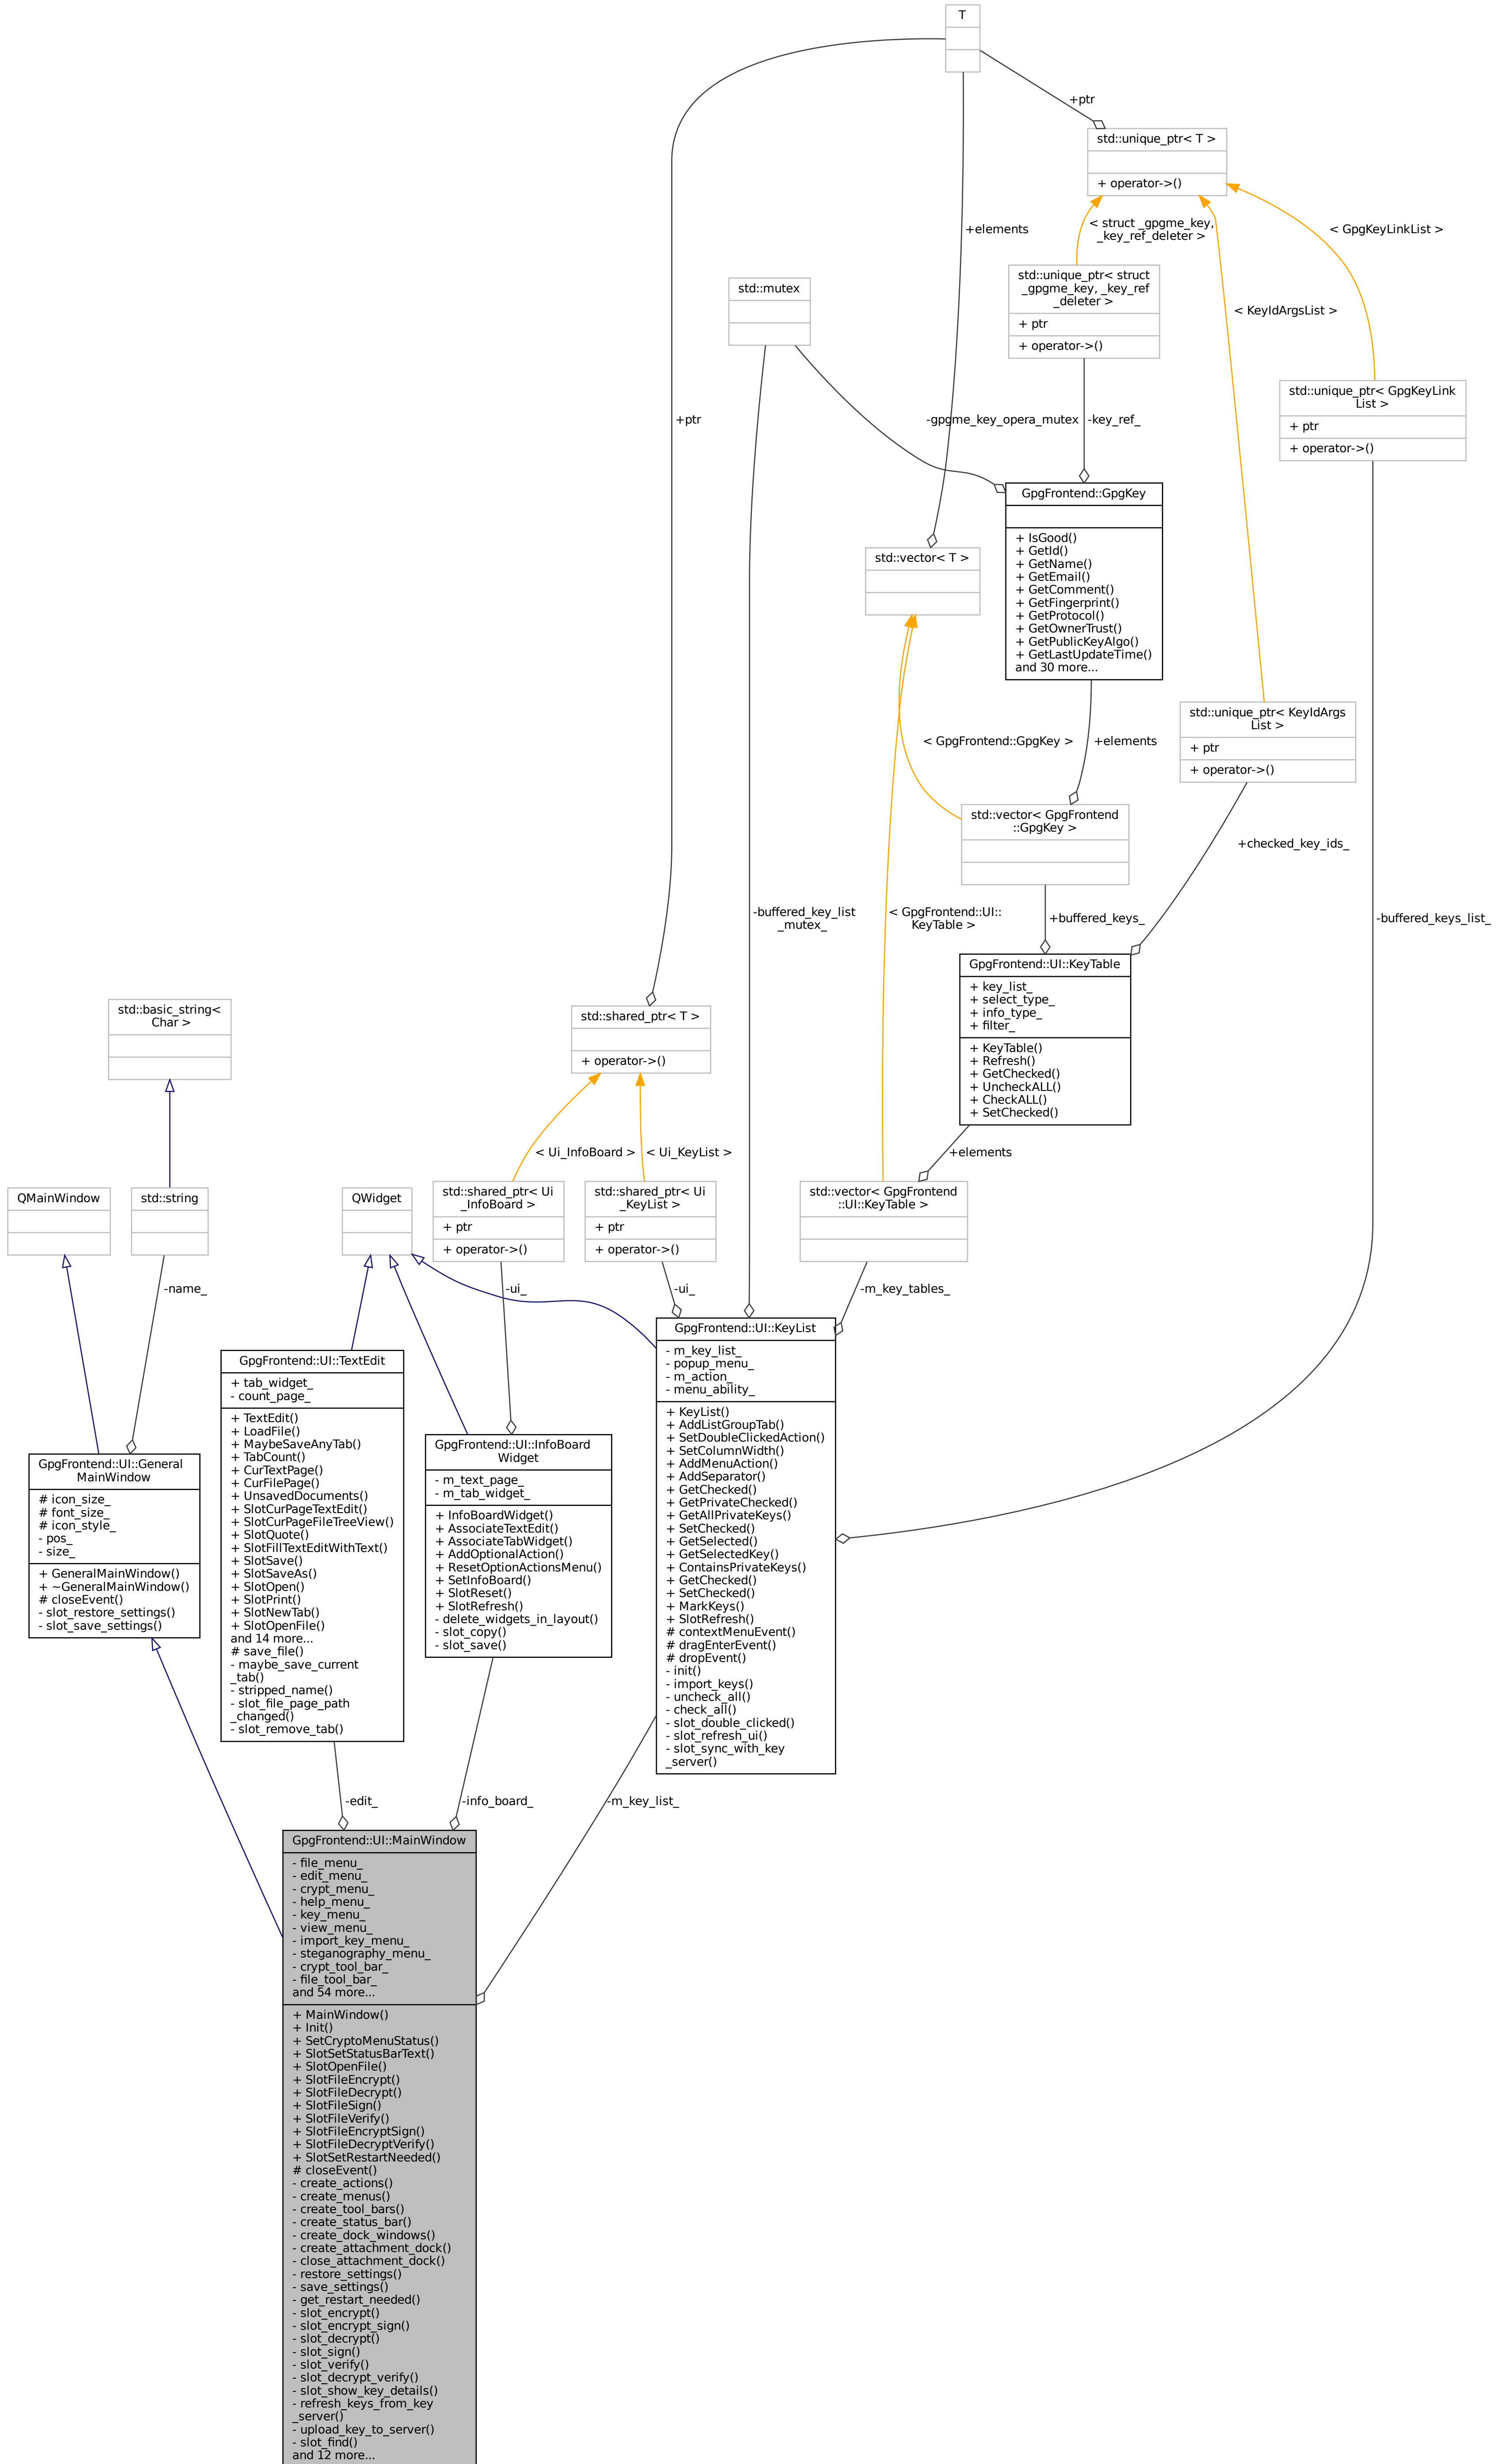 T
+ptr
std::unique_ptr< T >
+ operator->()
+elements
< struct _gpgme_key,
_key_ref_deleter >
< GpgKeyLinkList >
std::mutex
std::unique_ptr< struct
_gpgme_key, _key_ref
_deleter >
+ ptr
+ operator->()
< KeyIdArgsList >
std::unique_ptr< GpgKeyLink
List >
+ ptr
+ operator->()
+ptr
-gpgme_key_opera_mutex
-key_ref_
GpgFrontend::GpgKey
+ IsGood()
+ GetId()
+ GetName()
+ GetEmail()
+ GetComment()
+ GetFingerprint()
+ GetProtocol()
+ GetOwnerTrust()
+ GetPublicKeyAlgo()
+ GetLastUpdateTime()
and 30 more...
std::vector< T >
std::unique_ptr< KeyIdArgs
List >
+ ptr
+ operator->()
< GpgFrontend::GpgKey >
+elements
std::vector< GpgFrontend
::GpgKey >
+checked_key_ids_
-buffered_key_list
_mutex_
< GpgFrontend::UI::
KeyTable >
+buffered_keys_
-buffered_keys_list_
GpgFrontend::UI::KeyTable
+ key_list_
+ select_type_
+ info_type_
+ filter_
+ KeyTable()
+ Refresh()
+ GetChecked()
+ UncheckALL()
+ CheckALL()
+ SetChecked()
std::basic_string<
Char >
std::shared_ptr< T >
+ operator->()
< Ui_InfoBoard >
< Ui_KeyList >
+elements
QMainWindow
std::string
QWidget
std::shared_ptr< Ui
_InfoBoard >
+ ptr
+ operator->()
std::shared_ptr< Ui
_KeyList >
+ ptr
+ operator->()
std::vector< GpgFrontend
::UI::KeyTable >
-name_
-ui_
-ui_
-m_key_tables_
GpgFrontend::UI::General
MainWindow
# icon_size_
# font_size_
# icon_style_
- pos_
- size_
+ GeneralMainWindow()
+ ~GeneralMainWindow()
# closeEvent()
- slot_restore_settings()
- slot_save_settings()
GpgFrontend::UI::TextEdit
+ tab_widget_
- count_page_
+ TextEdit()
+ LoadFile()
+ MaybeSaveAnyTab()
+ TabCount()
+ CurTextPage()
+ CurFilePage()
+ UnsavedDocuments()
+ SlotCurPageTextEdit()
+ SlotCurPageFileTreeView()
+ SlotQuote()
+ SlotFillTextEditWithText()
+ SlotSave()
+ SlotSaveAs()
+ SlotOpen()
+ SlotPrint()
+ SlotNewTab()
+ SlotOpenFile()
and 14 more...
# save_file()
- maybe_save_current
_tab()
- stripped_name()
- slot_file_page_path
_changed()
- slot_remove_tab()
GpgFrontend::UI::InfoBoard
Widget
- m_text_page_
- m_tab_widget_
+ InfoBoardWidget()
+ AssociateTextEdit()
+ AssociateTabWidget()
+ AddOptionalAction()
+ ResetOptionActionsMenu()
+ SetInfoBoard()
+ SlotReset()
+ SlotRefresh()
- delete_widgets_in_layout()
- slot_copy()
- slot_save()
GpgFrontend::UI::KeyList
- m_key_list_
- popup_menu_
- m_action_
- menu_ability_
+ KeyList()
+ AddListGroupTab()
+ SetDoubleClickedAction()
+ SetColumnWidth()
+ AddMenuAction()
+ AddSeparator()
+ GetChecked()
+ GetPrivateChecked()
+ GetAllPrivateKeys()
+ SetChecked()
+ GetSelected()
+ GetSelectedKey()
+ ContainsPrivateKeys()
+ GetChecked()
+ SetChecked()
+ MarkKeys()
+ SlotRefresh()
# contextMenuEvent()
# dragEnterEvent()
# dropEvent()
- init()
- import_keys()
- uncheck_all()
- check_all()
- slot_double_clicked()
- slot_refresh_ui()
- slot_sync_with_key
_server()
-edit_
-info_board_
-m_key_list_
GpgFrontend::UI::MainWindow
- file_menu_
- edit_menu_
- crypt_menu_
- help_menu_
- key_menu_
- view_menu_
- import_key_menu_
- steganography_menu_
- crypt_tool_bar_
- file_tool_bar_
and 54 more...
+ MainWindow()
+ Init()
+ SetCryptoMenuStatus()
+ SlotSetStatusBarText()
+ SlotOpenFile()
+ SlotFileEncrypt()
+ SlotFileDecrypt()
+ SlotFileSign()
+ SlotFileVerify()
+ SlotFileEncryptSign()
+ SlotFileDecryptVerify()
+ SlotSetRestartNeeded()
# closeEvent()
- create_actions()
- create_menus()
- create_tool_bars()
- create_status_bar()
- create_dock_windows()
- create_attachment_dock()
- close_attachment_dock()
- restore_settings()
- save_settings()
- get_restart_needed()
- slot_encrypt()
- slot_encrypt_sign()
- slot_decrypt()
- slot_sign()
- slot_verify()
- slot_decrypt_verify()
- slot_show_key_details()
- refresh_keys_from_key
_server()
- upload_key_to_server()
- slot_find()
and 12 more...